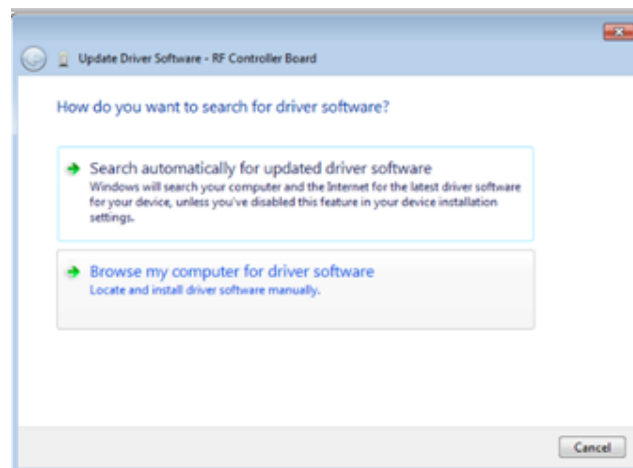 Update Driver Software - RF Controller Board
How do you want to search for driver software?
Search automatically for updated driver software
Windows will search your computer and the Internet for the latest driver software
for your device, unless you've disabled this feature in your device installation
settings.
Browse my computer for driver software
Locate and install driver software manually.
Cancel